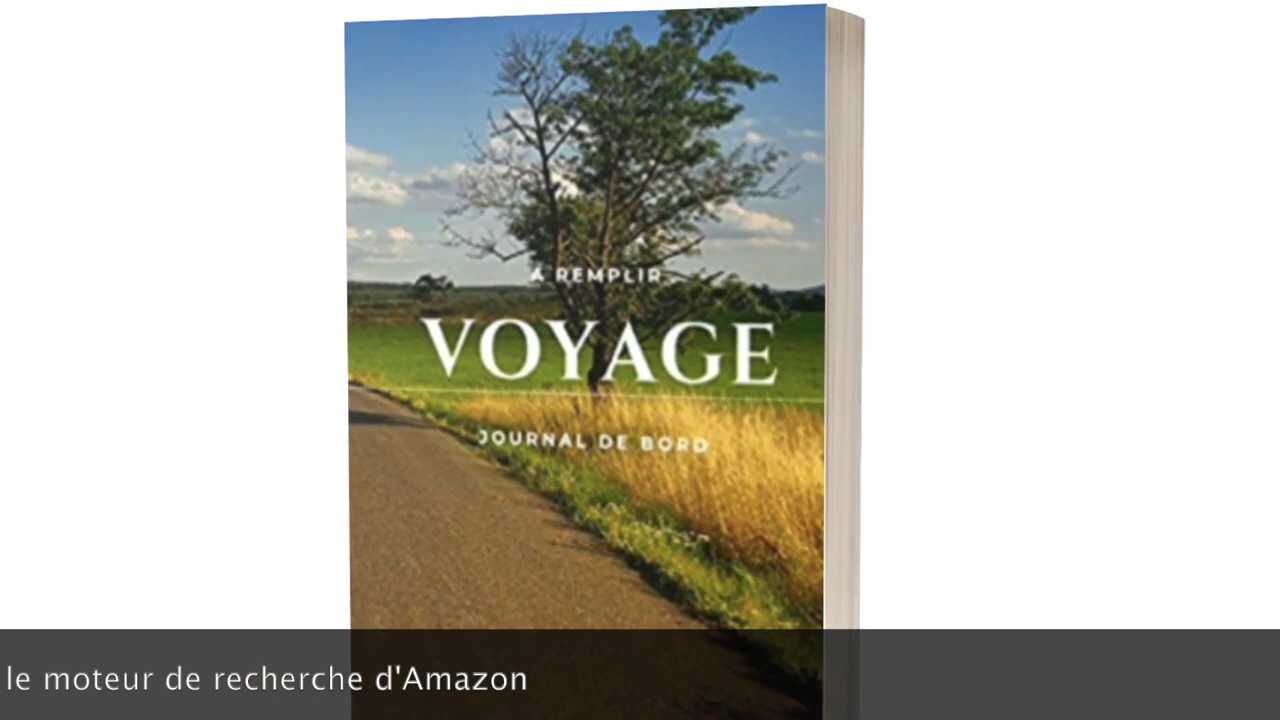 À REMPLIR
VOYAGE
JOURNAL DE BORD
le moteur de recherche d'Amazon